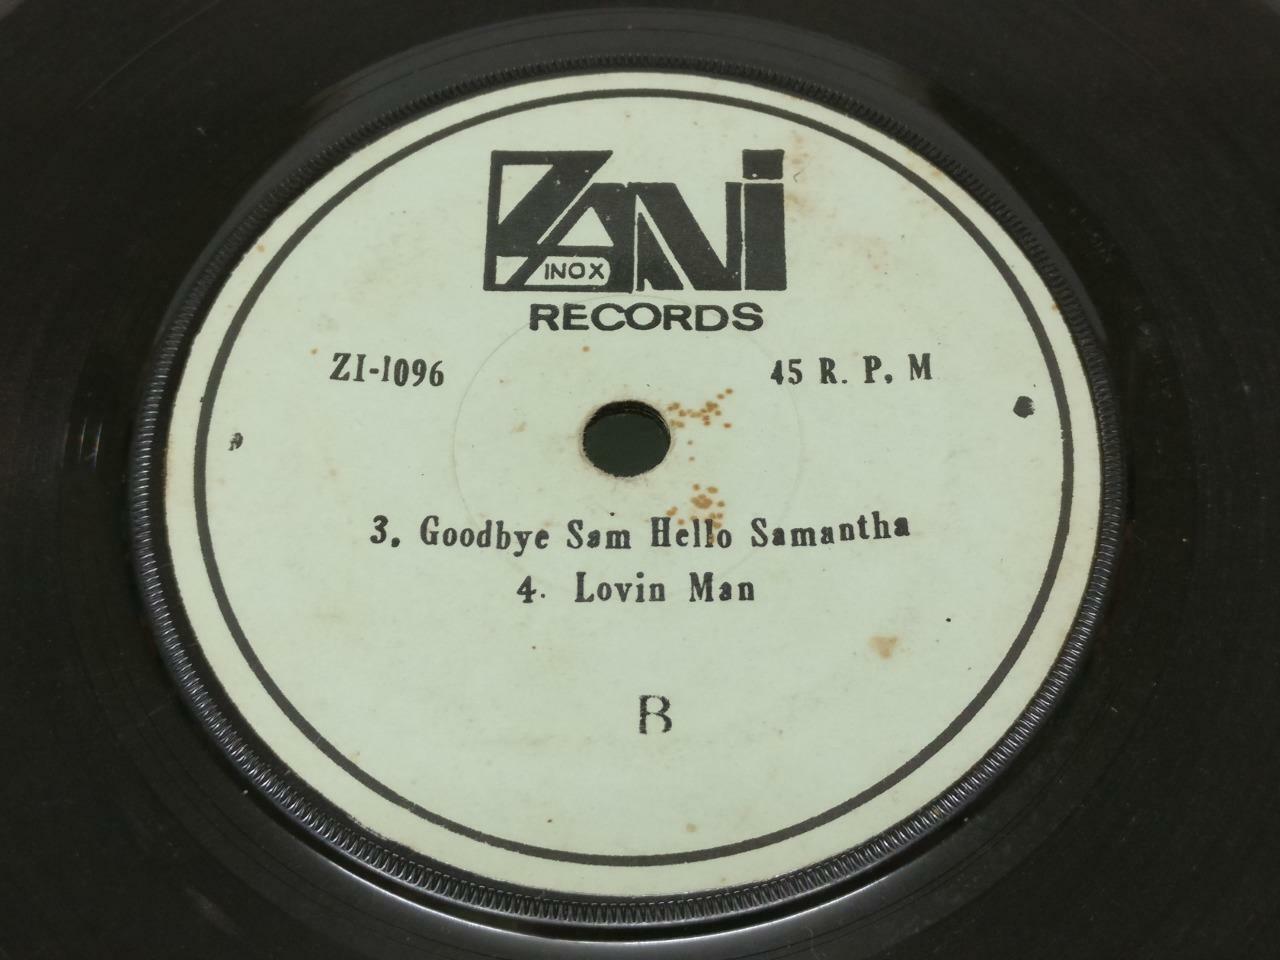 ZANi
INOX
RECORDS
ZI-1096
45 R. P. M
3. Goodbye Sam Hello Samantha
4. Lovin Man
B